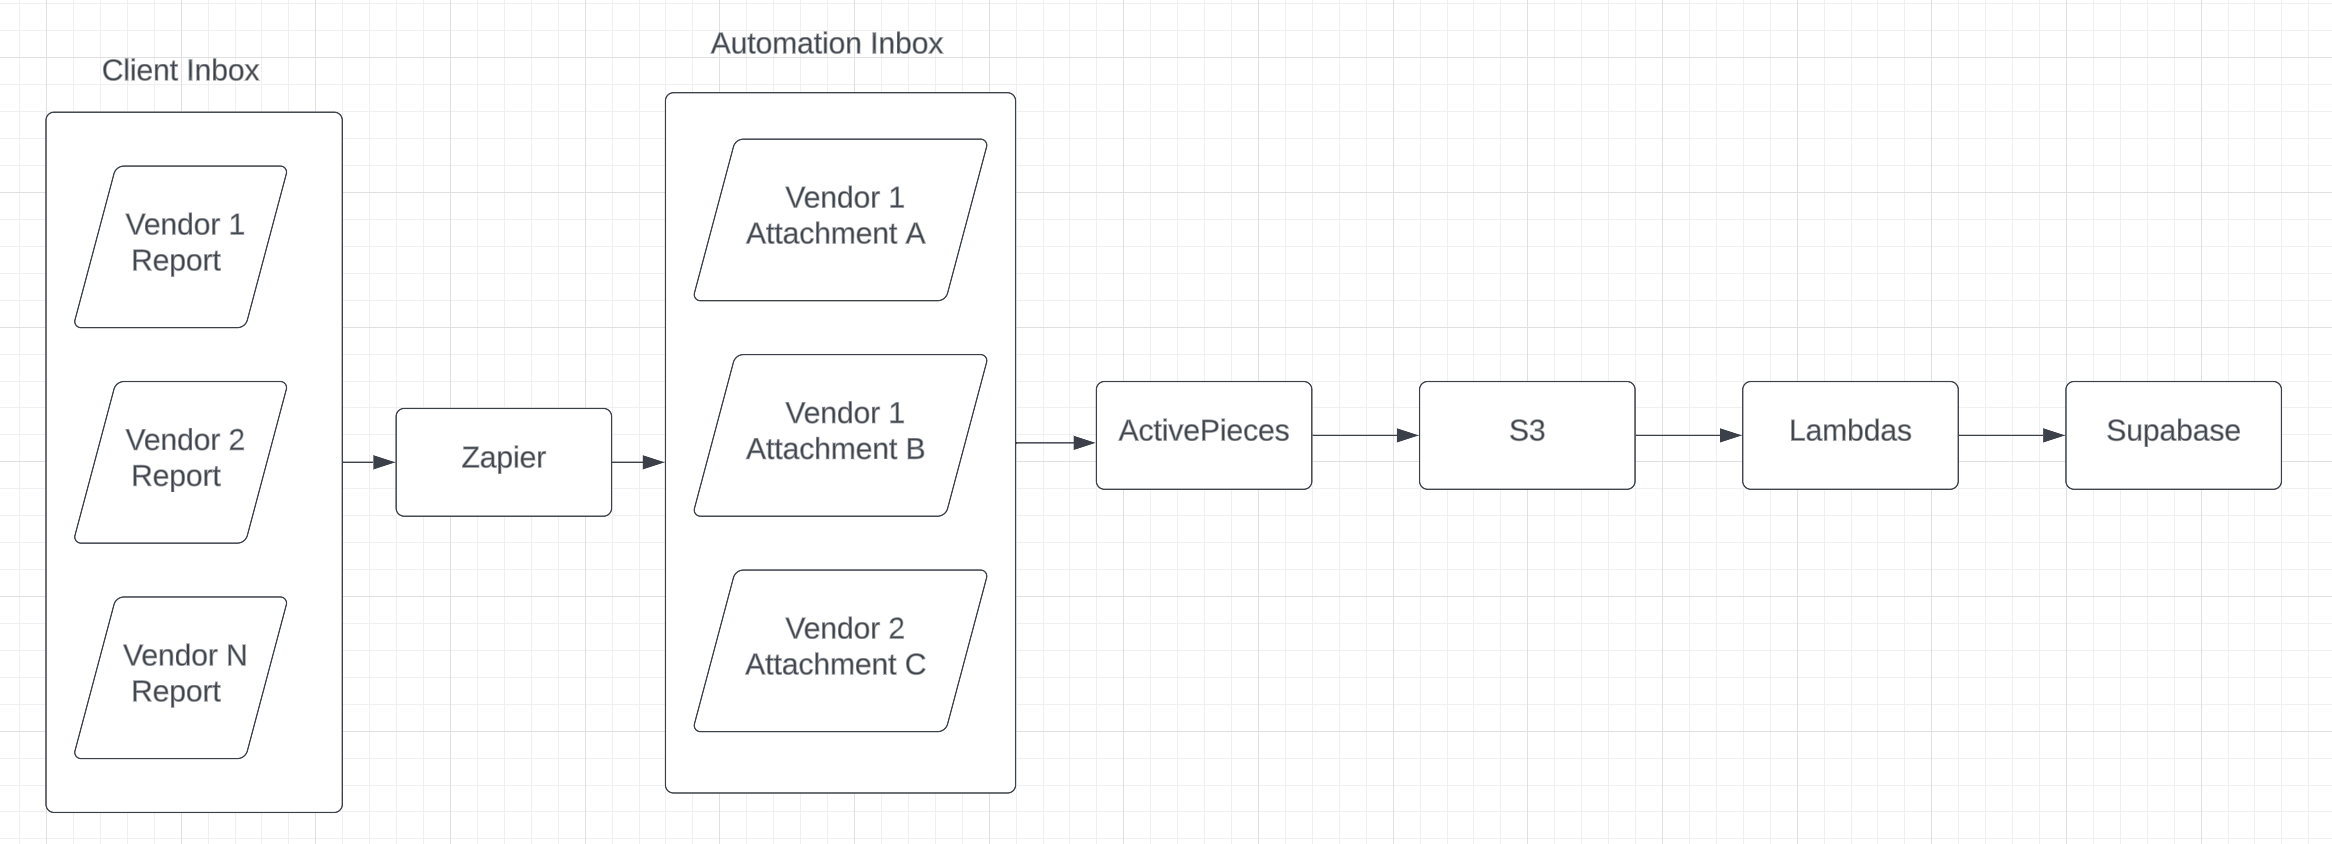 Client Inbox
Vendor 1
Report
Vendor 2
Report
Vendor N
Report
Zapier
Automation Inbox
Vendor 1
Attachment A
Vendor 1
Attachment B
Vendor 2
Attachment C
ActivePieces
S3
Lambdas
Supabase